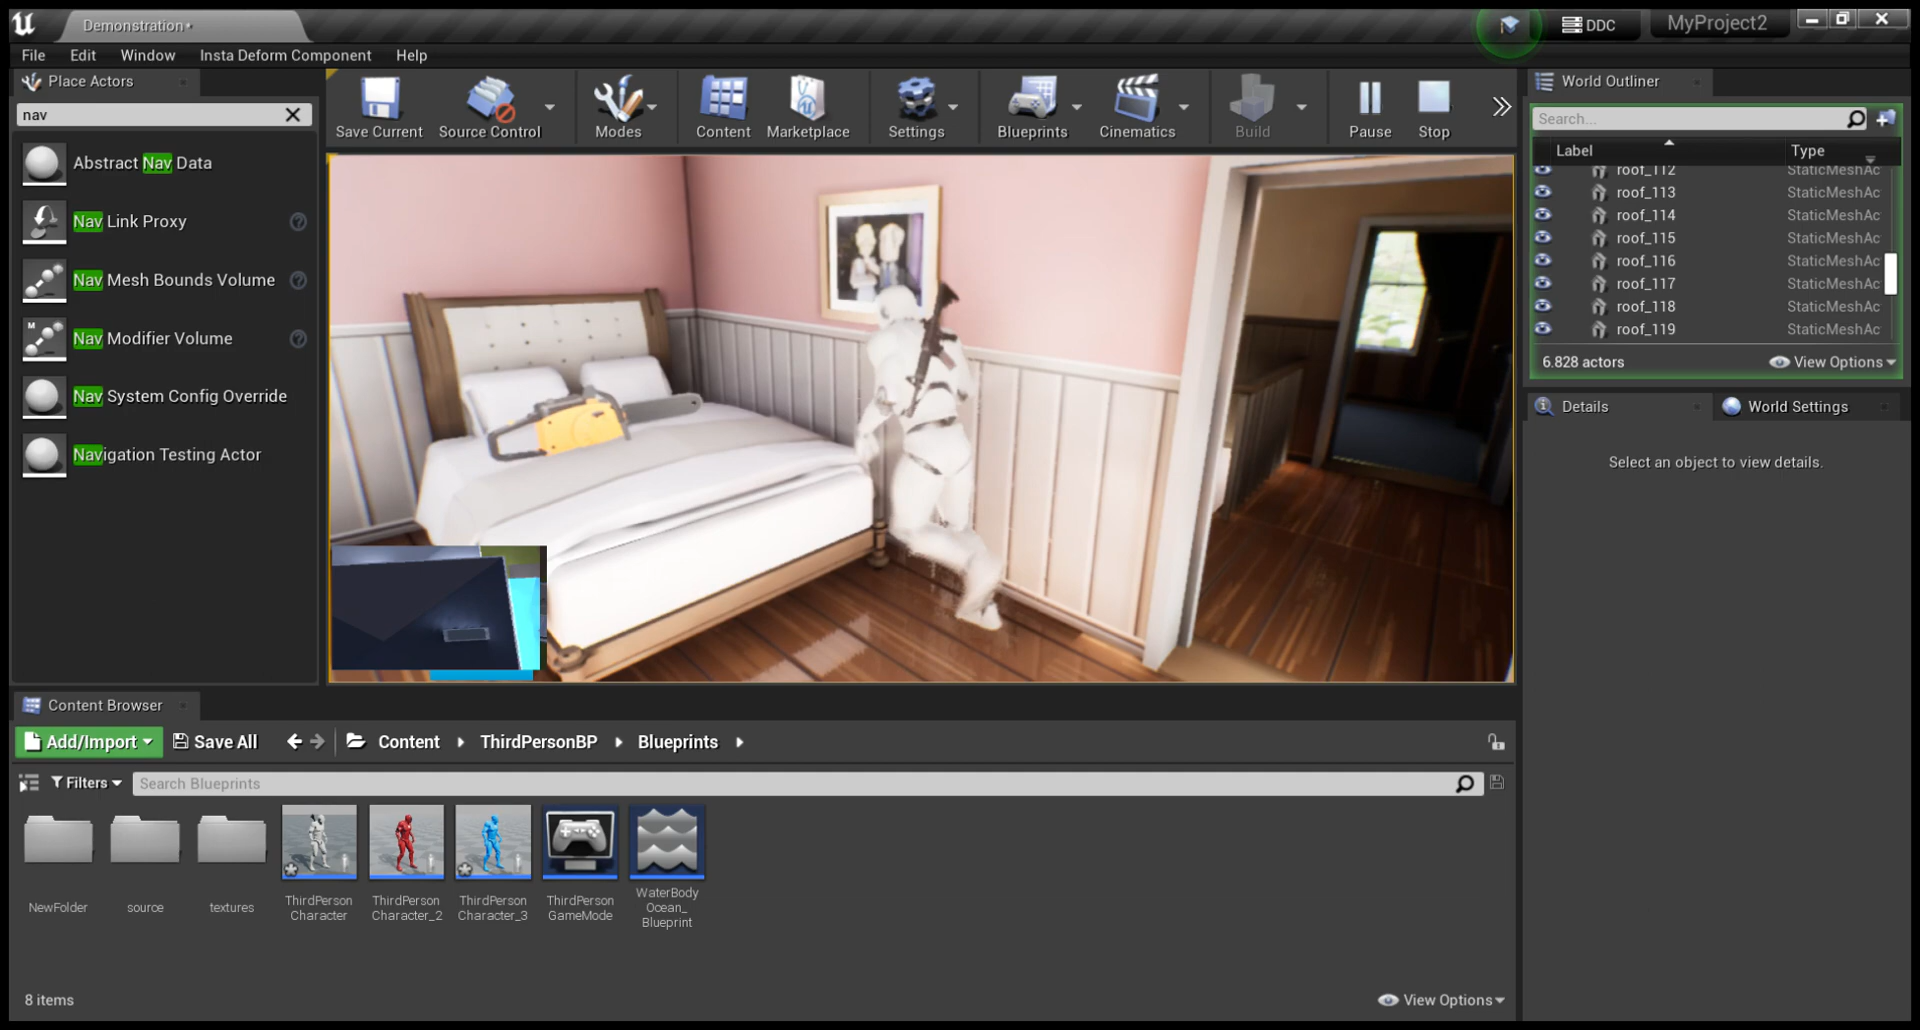 Demonstration*
DDC
MyProject2
File Edit Window Insta Deform Component Help
Place Actors
nav
Abstract Nav Data
Nav Link Proxy
Nav Mesh Bounds Volume
Nav Modifier Volume
M
Nav System Config Override
Navigation Testing Actor
Save Current
Source Control
Modes
Content
Marketplace
Settings
Blueprints
Cinematics
Build
Pause
Stop
World Outliner
Search...
Label Type
roof_112 StaticMeshAc
roof_113 StaticMeshAc
roof_114 StaticMeshAc
roof_115 StaticMeshAc
roof_116 StaticMeshAc
roof_117 StaticMeshAc
roof_118 StaticMeshAc
roof_119 StaticMeshAc
6.828 actors View Options
Details World Settings
Select an object to view details.
Content Browser
Add/Import Save All Content ThirdPersonBP Blueprints
Filters Search Blueprints
NewFolder
source
textures
ThirdPerson
Character
ThirdPerson
Character_2
ThirdPerson
Character_3
ThirdPerson
GameMode
WaterBody
Ocean_
Blueprint
8 items View Options